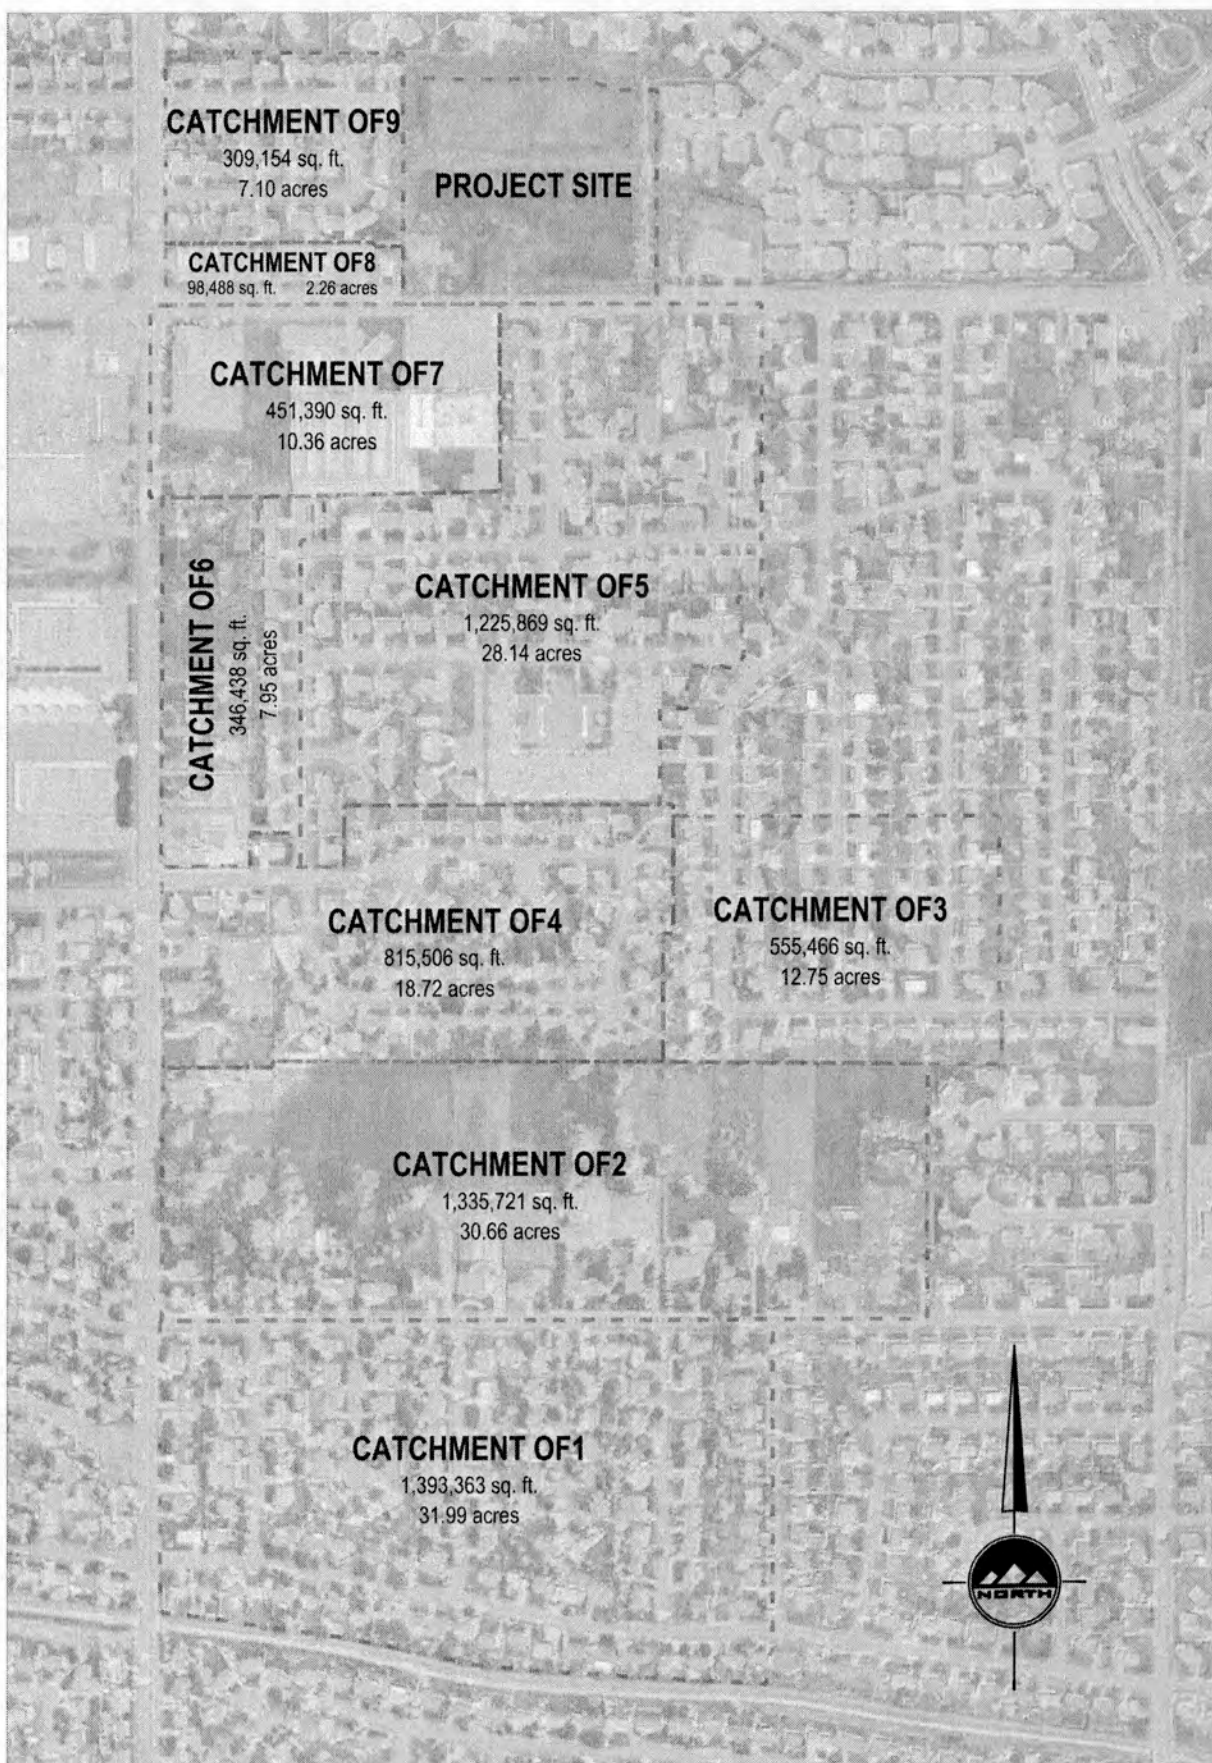 CATCHMENT OF9
309,154 sq. ft.
7.10 acres
PROJECT SITE
CATCHMENT OF8
98,488 sq. ft. 2.26 acres
CATCHMENT OF7
451,390 sq. ft.
10.36 acres
CATCHMENT OF6
346,438 sq. ft.
7.95 acres
CATCHMENT OF5
1,225,869 sq. ft.
28.14 acres
CATCHMENT OF4
815,506 sq. ft.
18.72 acres
CATCHMENT OF3
555,466 sq. ft.
12.75 acres
CATCHMENT OF2
1,335,721 sq. ft.
30.66 acres
CATCHMENT OF1
1,393,363 sq. ft.
31.99 acres
NORTH